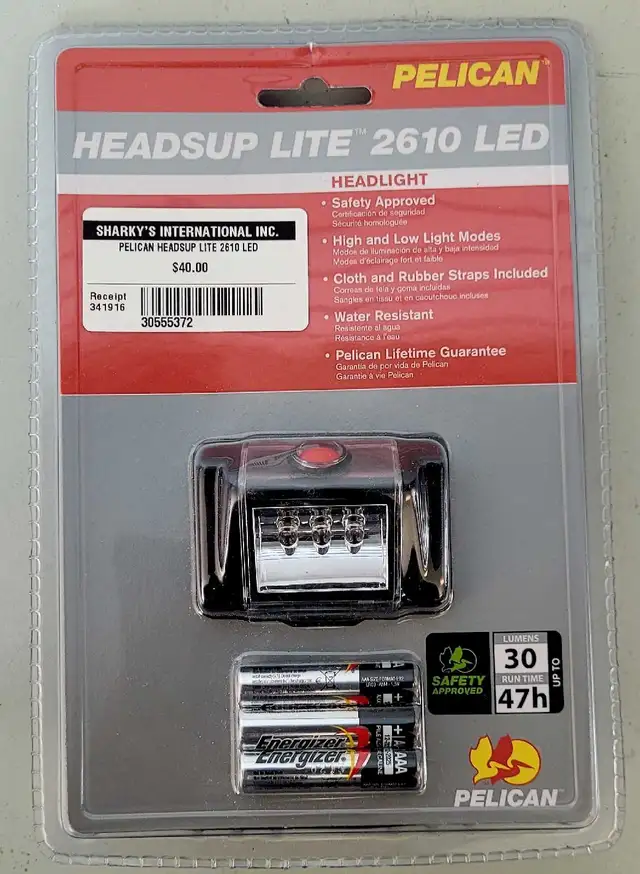 PELICAN™
HEADSUP LITE™ 2610 LED
HEADLIGHT
• Safety Approved
Certificación de seguridad
Sécurité homologuée
• High and Low Light Modes
Modos de iluminación de alta y baja intensidad
Modes d'éclairage fort et faible
• Cloth and Rubber Straps Included
Correas de tela y goma incluidas
Sangles en tissu et en caoutchouc incluses
• Water Resistant
Resistente al agua
Résistance à l'eau
• Pelican Lifetime Guarantee
Garantía de por vida de Pelican
Garantie à vie Pelican
SHARKY'S INTERNATIONAL INC.
PELICAN HEADSUP LITE 2610 LED
$40.00
Receipt
341916
30555372
SAFETY
APPROVED
LUMENS
30
RUN TIME
47h
UP TO
Energizer
Energizer
AAA
PELICAN™